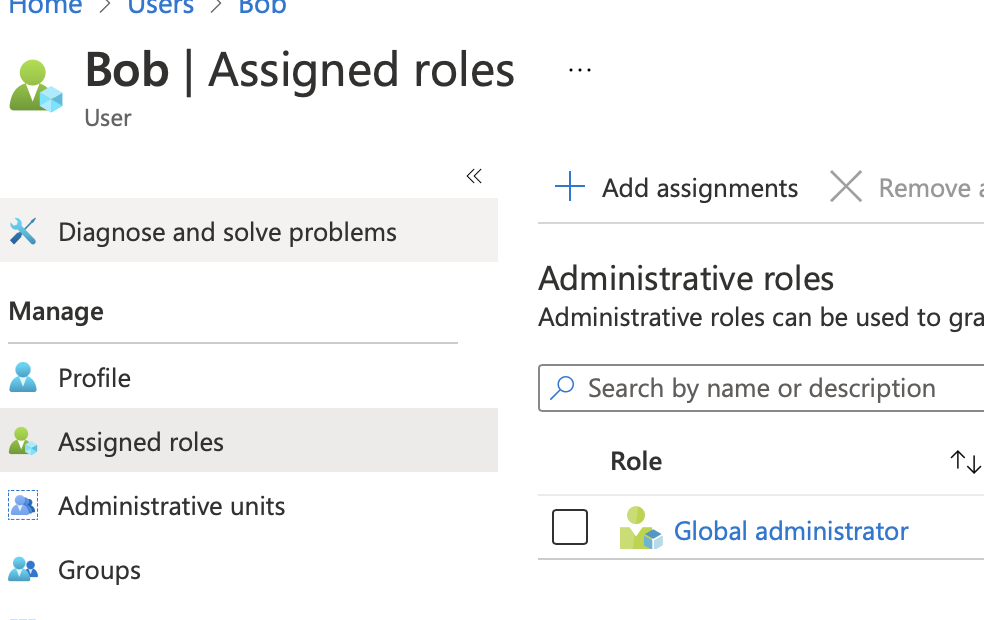 Home > Users > Bob
Bob | Assigned roles ...
User
«
Diagnose and solve problems
Manage
Profile
Assigned roles
Administrative units
Groups
Add assignments
Remove a
Administrative roles
Administrative roles can be used to gra
Search by name or description
Role
Global administrator